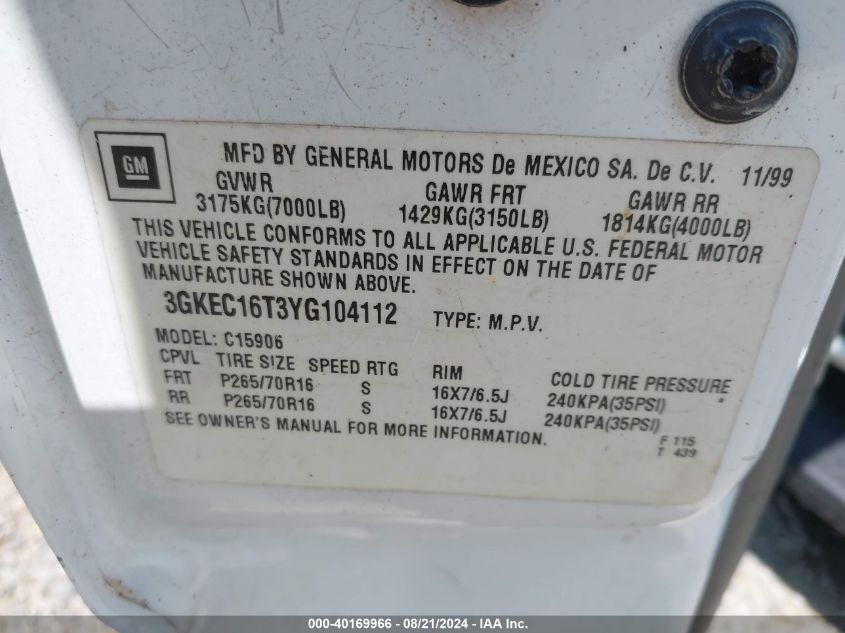 GM
MFD BY GENERAL MOTORS De MEXICO SA. De C.V. 11/99
GVWR GAWR FRT GAWR RR
3175KG(7000LB) 1429KG(3150LB) 1814KG(4000LB)
THIS VEHICLE CONFORMS TO ALL APPLICABLE U.S. FEDERAL MOTOR
VEHICLE SAFETY STANDARDS IN EFFECT ON THE DATE OF
MANUFACTURE SHOWN ABOVE.
3GKEC16T3YG104112 TYPE: M.P.V.
MODEL: C15906
CPVL TIRE SIZE SPEED RTG RIM COLD TIRE PRESSURE
FRT P265/70R16 S 16X7/6.5J 240KPA(35PSI)
RR P265/70R16 S 16X7/6.5J 240KPA(35PSI)
SEE OWNER'S MANUAL FOR MORE INFORMATION.
F 115
T 439
000-40169966 - 08/21/2024 - IAA Inc.